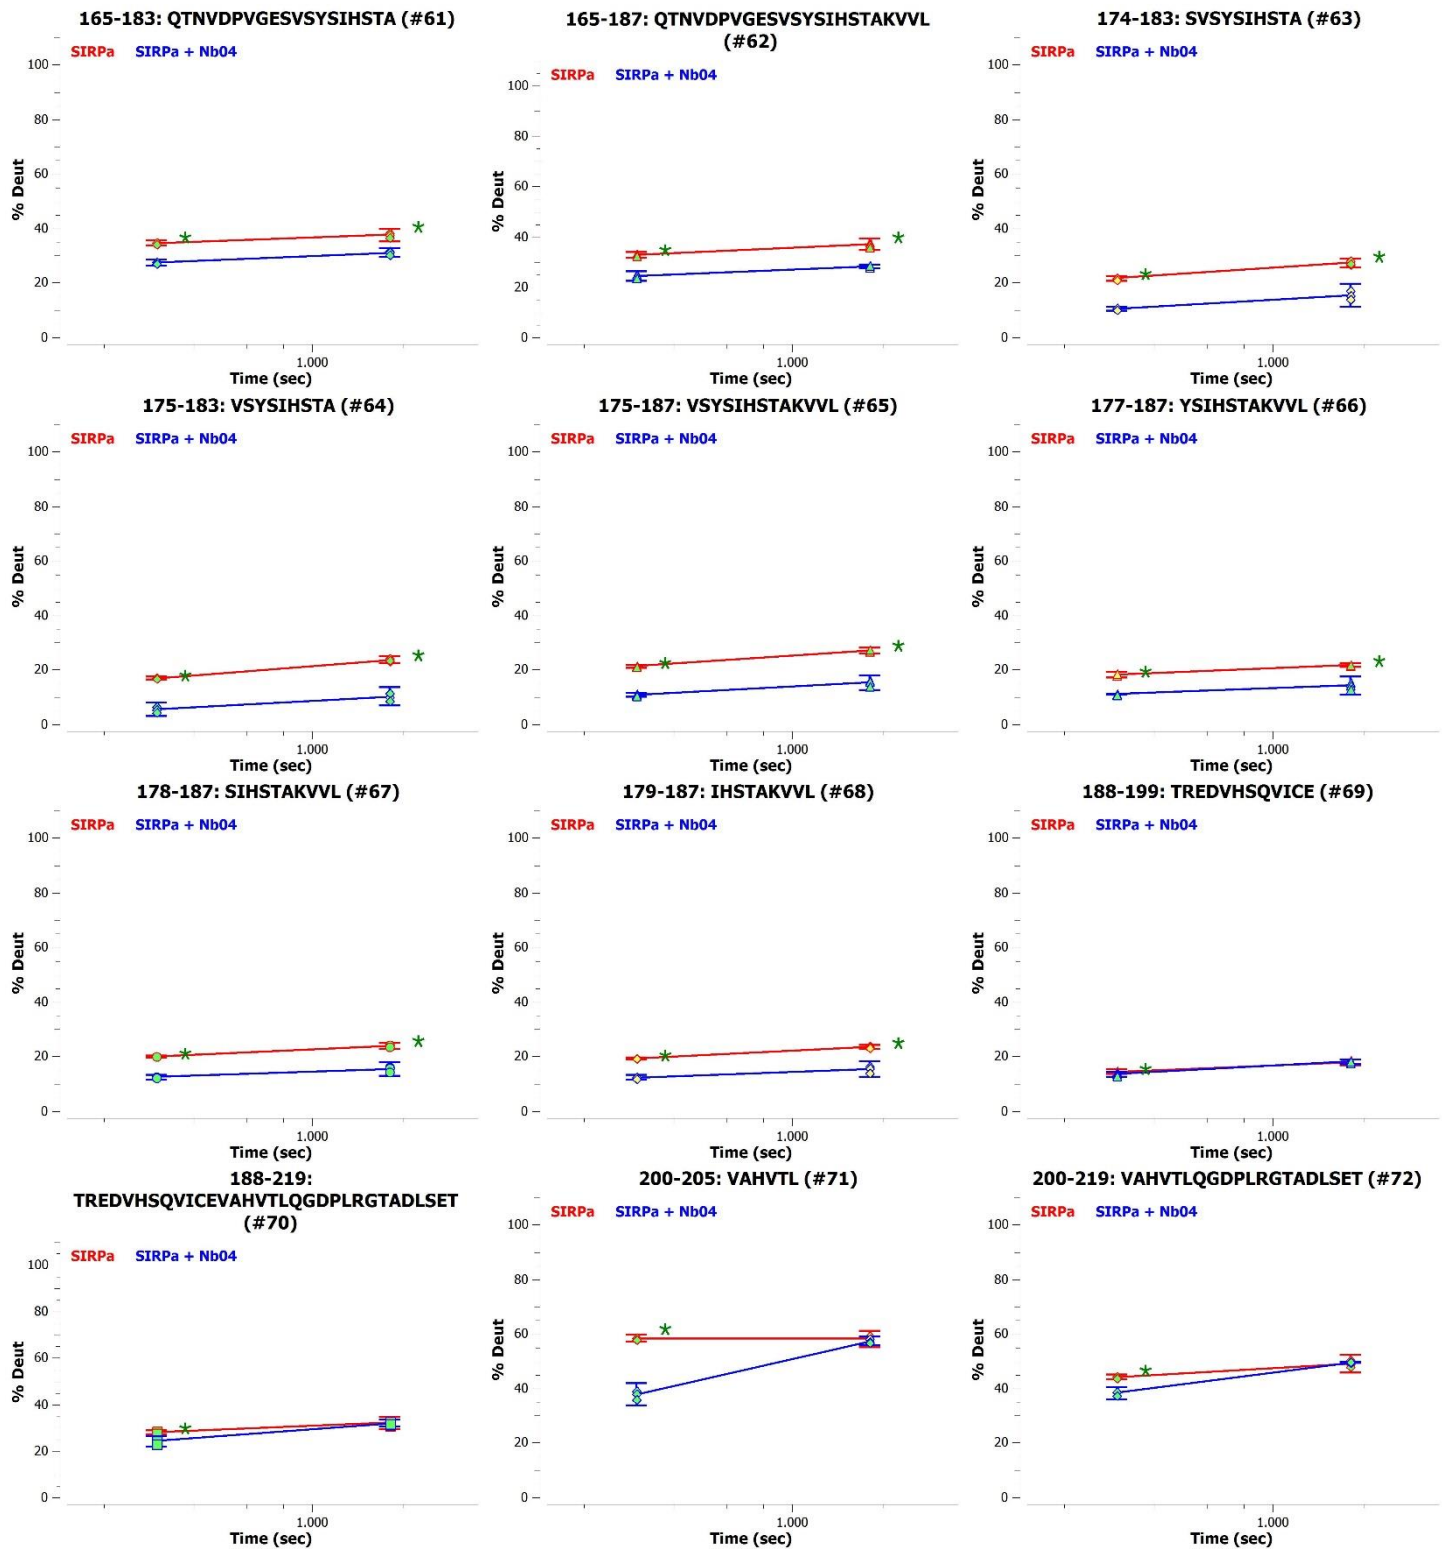 165-183: QTNVDPVGESVSYSIHSTA (#61)
SIRPa SIRPa + Nb04
100
80
60
40
20
0
% Deut
1.000
Time (sec)
165-187: QTNVDPVGESVSYSIHSTAKVVL
(#62)
SIRPa SIRPa + Nb04
100
80
60
40
20
0
% Deut
1.000
Time (sec)
174-183: SVSYSIHSTA (#63)
SIRPa SIRPa + Nb04
100
80
60
40
20
0
% Deut
1.000
Time (sec)
175-183: VSYSIHSTA (#64)
SIRPa SIRPa + Nb04
100
80
60
40
20
0
% Deut
1.000
Time (sec)
175-187: VSYSIHSTAKVVL (#65)
SIRPa SIRPa + Nb04
100
80
60
40
20
0
% Deut
1.000
Time (sec)
177-187: YSIHSTAKVVL (#66)
SIRPa SIRPa + Nb04
100
80
60
40
20
0
% Deut
1.000
Time (sec)
178-187: SIHSTAKVVL (#67)
SIRPa SIRPa + Nb04
100
80
60
40
20
0
% Deut
1.000
Time (sec)
179-187: IHSTAKVVL (#68)
SIRPa SIRPa + Nb04
100
80
60
40
20
0
% Deut
1.000
Time (sec)
188-199: TREDVHSQVICE (#69)
SIRPa SIRPa + Nb04
100
80
60
40
20
0
% Deut
1.000
Time (sec)
188-219:
TREDVHSQVICEVAHVTLQGDPLRGTADLSET
(#70)
SIRPa SIRPa + Nb04
100
80
60
40
20
0
% Deut
1.000
Time (sec)
200-205: VAHVTL (#71)
SIRPa SIRPa + Nb04
100
80
60
40
20
0
% Deut
1.000
Time (sec)
200-219: VAHVTLQGDPLRGTADLSET (#72)
SIRPa SIRPa + Nb04
100
80
60
40
20
0
% Deut
1.000
Time (sec)